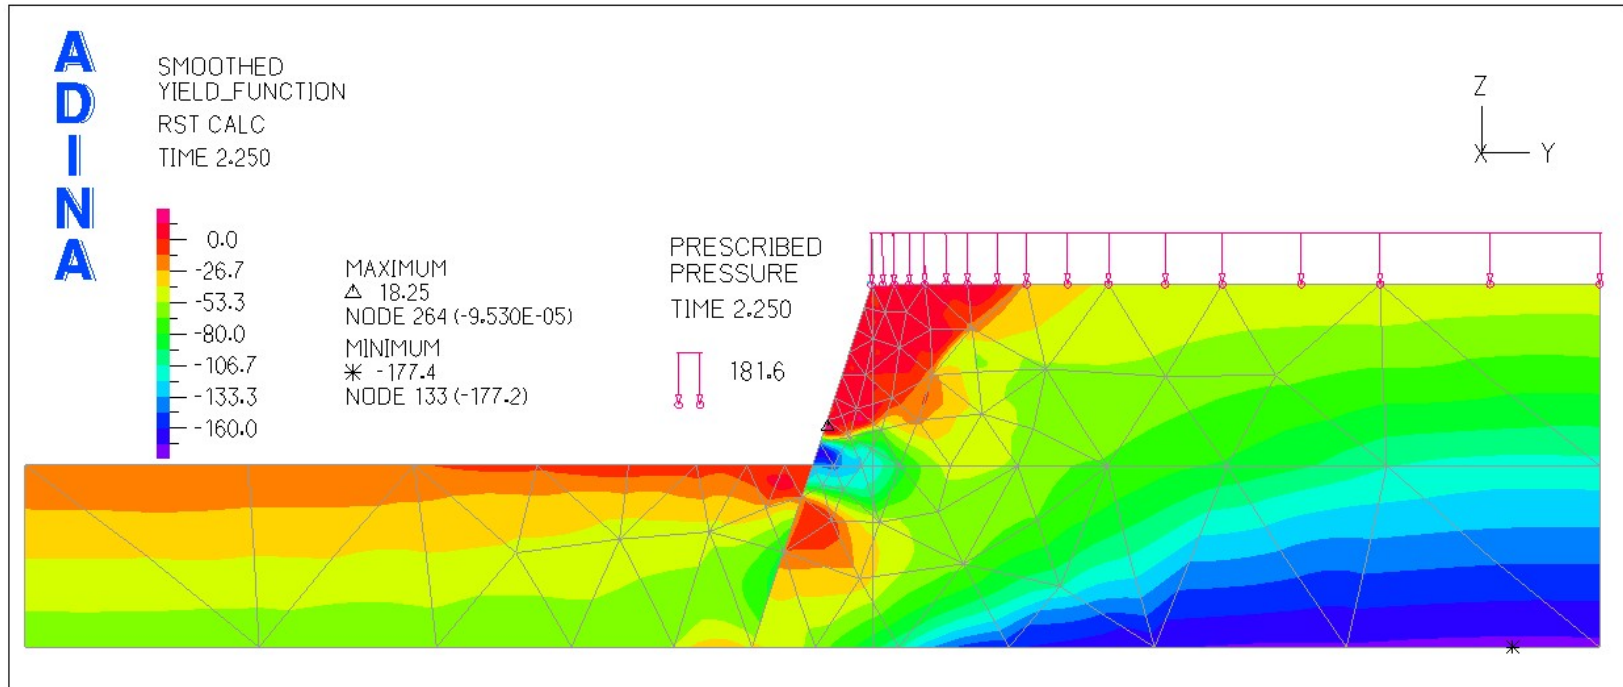 ADINA
SMOOTHED
YIELD_FUNCTION
RST CALC
TIME 2.250
0.0
-26.7
-53.3
-80.0
-106.7
-133.3
-160.0
MAXIMUM
△ 18.25
NODE 264 (-9.530E-05)
MINIMUM
✳ -177.4
NODE 133 (-177.2)
PRESCRIBED
PRESSURE
TIME 2.250
181.6
Z
X Y